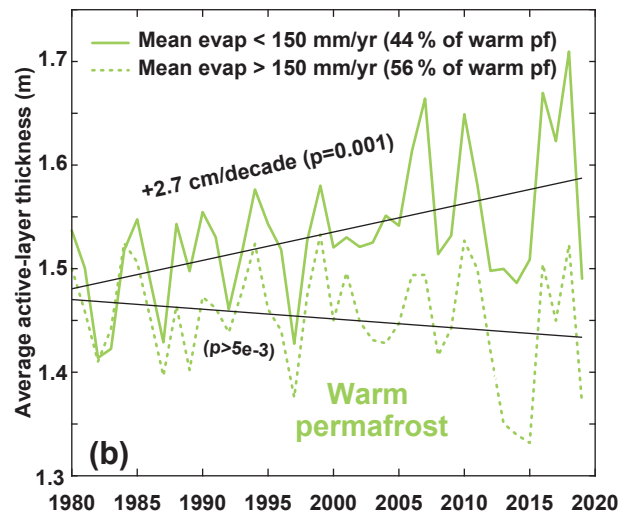 1.7
1.6
1.5
1.4
1.3
Average active-layer thickness (m)
Mean evap < 150 mm/yr (44 % of warm pf)
Mean evap > 150 mm/yr (56 % of warm pf)
+2.7 cm/decade (p=0.001)
(p>5e-3)
Warm
permafrost
(b)
1980 1985 1990 1995 2000 2005 2010 2015 2020